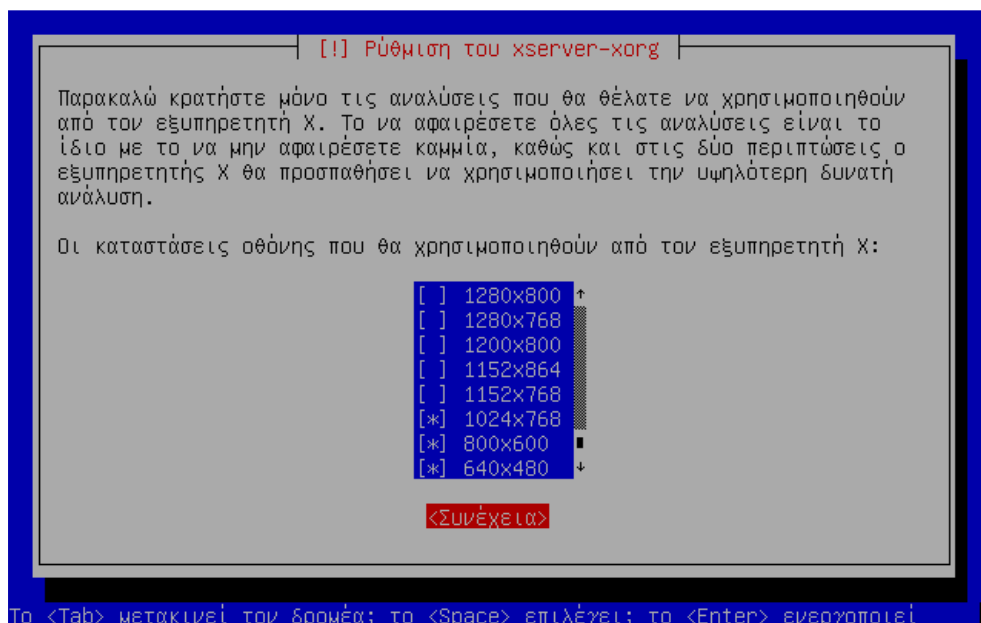 [!] Ρύθμιση του xserver-xorg
Παρακαλώ κρατήστε μόνο τις αναλύσεις που θα θέλατε να χρησιμοποιηθούν
από τον εξυπηρετητή X. Το να αφαιρέσετε όλες τις αναλύσεις είναι το
ίδιο με το να μην αφαιρέσετε καμμία, καθώς και στις δύο περιπτώσεις ο
εξυπηρετητής X θα προσπαθήσει να χρησιμοποιήσει την υψηλότερη δυνατή
ανάλυση.
Οι καταστάσεις οθόνης που θα χρησιμοποιηθούν από τον εξυπηρετητή X:
[ ] 1280x800 ↑
[ ] 1280x768
[ ] 1200x800
[ ] 1152x864
[ ] 1152x768
[*] 1024x768
[*] 800x600
[*] 640x480 ↓
<Συνέχεια>
Το <Tab> μετακινεί τον δρομέα; το <Space> επιλέγει; το <Enter> ενεργοποιεί